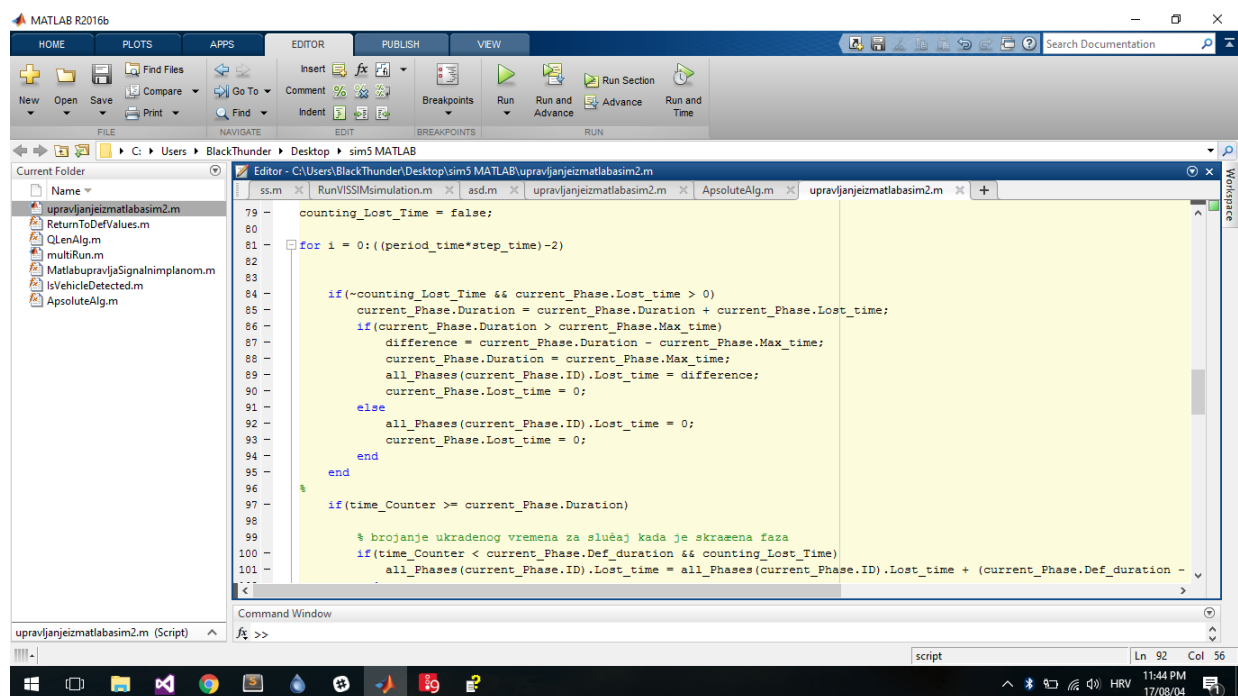 MATLAB R2016b
HOME PLOTS APPS EDITOR PUBLISH VIEW
Search Documentation
Find Files
Insert fx
Compare Go To Comment % Run Section
New Open Save Breakpoints Run Run and Advance Advance Run and Time
Print Find Indent
FILE NAVIGATE EDIT BREAKPOINTS RUN
C: Users BlackThunder Desktop sim5 MATLAB
Current Folder
Name
upravljanjeizmatlabasim2.m
ReturnToDefValues.m
QLenAlg.m
multiRun.m
MatlabupravljaSignalnimplanom.m
IsVehicleDetected.m
ApsoluteAlg.m
upravljanjeizmatlabasim2.m (Script)
Editor - C:\Users\BlackThunder\Desktop\sim5 MATLAB\upravljanjeizmatlabasim2.m
ss.m RunVISSIMsimulation.m asd.m upravljanjeizmatlabasim2.m ApsoluteAlg.m upravljanjeizmatlabasim2.m
79 - counting_Lost_Time = false;
80
81 - for i = 0:((period_time*step_time)-2)
82
83
84 - if(~counting_Lost_Time && current_Phase.Lost_time > 0)
85 - current_Phase.Duration = current_Phase.Duration + current_Phase.Lost_time;
86 - if(current_Phase.Duration > current_Phase.Max_time)
87 - difference = current_Phase.Duration - current_Phase.Max_time;
88 - current_Phase.Duration = current_Phase.Max_time;
89 - all_Phases(current_Phase.ID).Lost_time = difference;
90 - current_Phase.Lost_time = 0;
91 - else
92 - all_Phases(current_Phase.ID).Lost_time = 0;
93 - current_Phase.Lost_time = 0;
94 - end
95 - end
96 %
97 - if(time_Counter >= current_Phase.Duration)
98
99 % brojanje ukradenog vremena za sluèaj kada je skraæena faza
100 - if(time_Counter < current_Phase.Def_duration && counting_Lost_Time)
101 - all_Phases(current_Phase.ID).Lost_time = all_Phases(current_Phase.ID).Lost_time + (current_Phase.Def_duration -
Workspace
Command Window
fx >>
script Ln 92 Col 56
HRV 11:44 PM
17/08/04